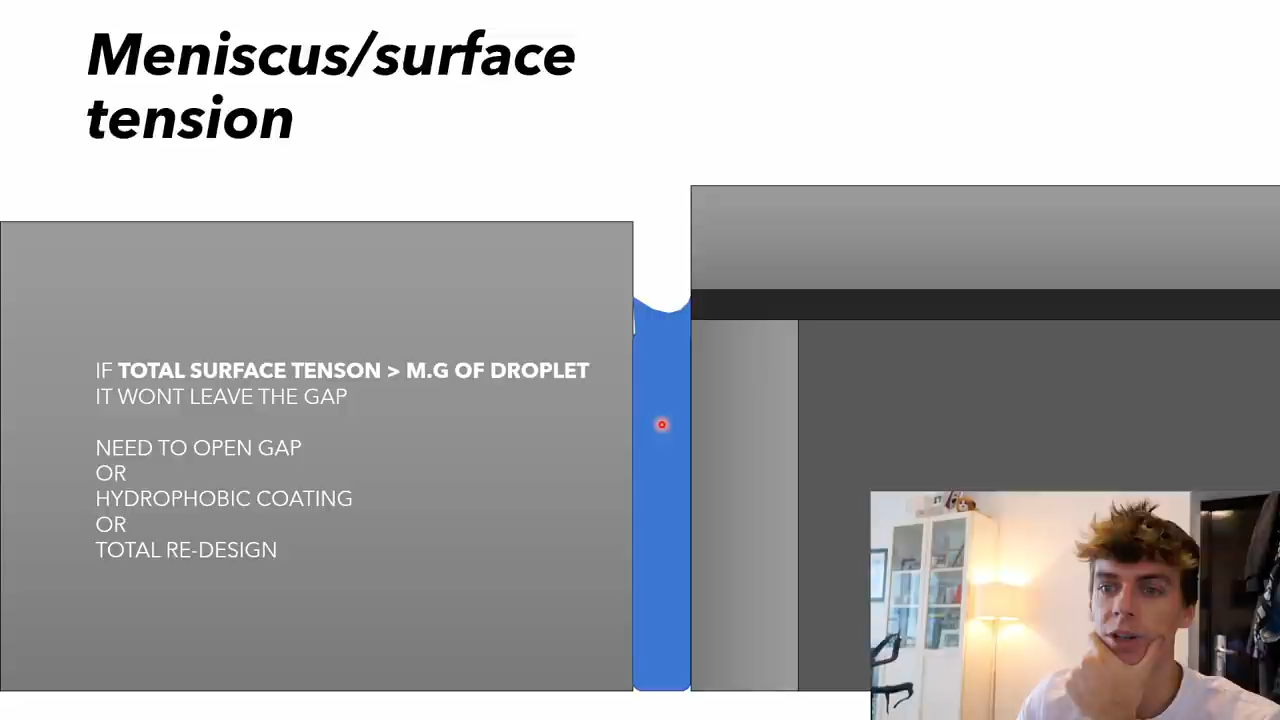 Meniscus/surface
tension
IF TOTAL SURFACE TENSON > M.G OF DROPLET
IT WONT LEAVE THE GAP
NEED TO OPEN GAP
OR
HYDROPHOBIC COATING
OR
TOTAL RE-DESIGN